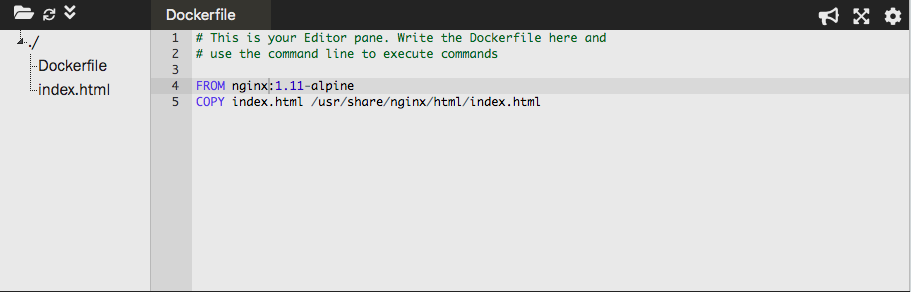 Dockerfile
./
Dockerfile
index.html
1 # This is your Editor pane. Write the Dockerfile here and
2 # use the command line to execute commands
3
4 FROM nginx:1.11-alpine
5 COPY index.html /usr/share/nginx/html/index.html